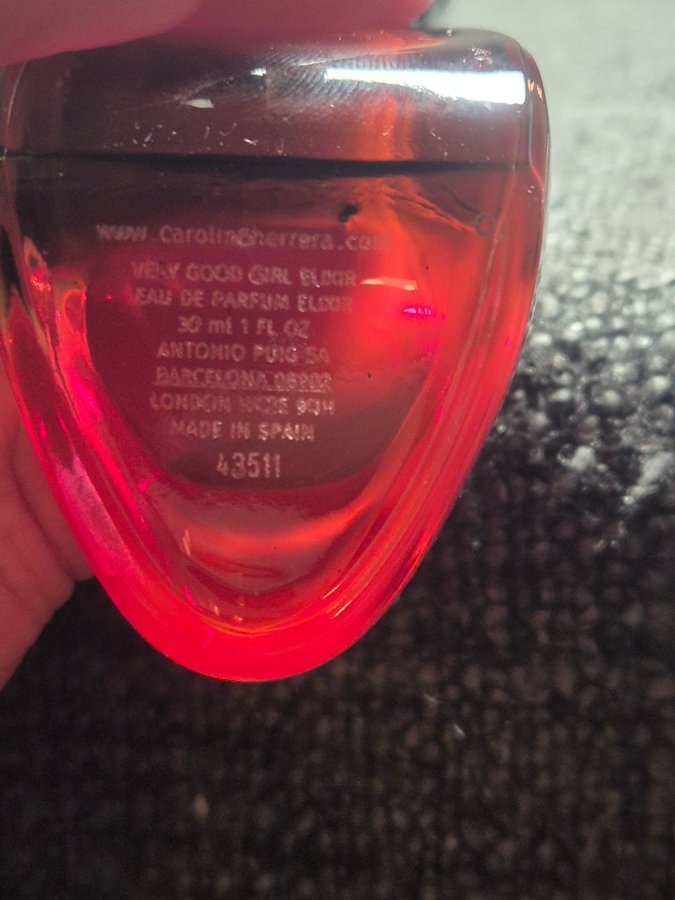 www.carolinaherrera.com
VERY GOOD GIRL ELIXIR
EAU DE PARFUM ELIXIR
30 ml 1 FL.OZ
ANTONIO PUIG SA
BARCELONA 08902
LONDON
MADE IN SPAIN
43511